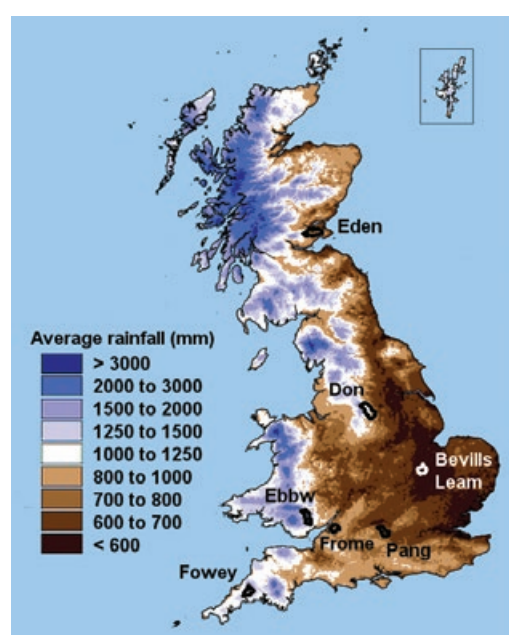 Eden
Average rainfall (mm)
> 3000
2000 to 3000
1500 to 2000
1250 to 1500
1000 to 1250
800 to 1000
700 to 800
600 to 700
< 600
Don
Bevills
Leam
Ebbw
Frome
Pang
Fowey